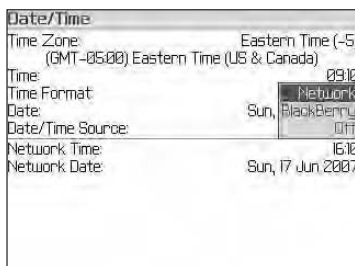 Date/Time
Time Zone: Eastern Time (-5
(GMT-05:00) Eastern Time (US & Canada)
Time: 09:10
Time Format: Network
Date: Sun, BlackBerry
Date/Time Source: Off
Network Time: 16:10
Network Date: Sun, 17 Jun 2007